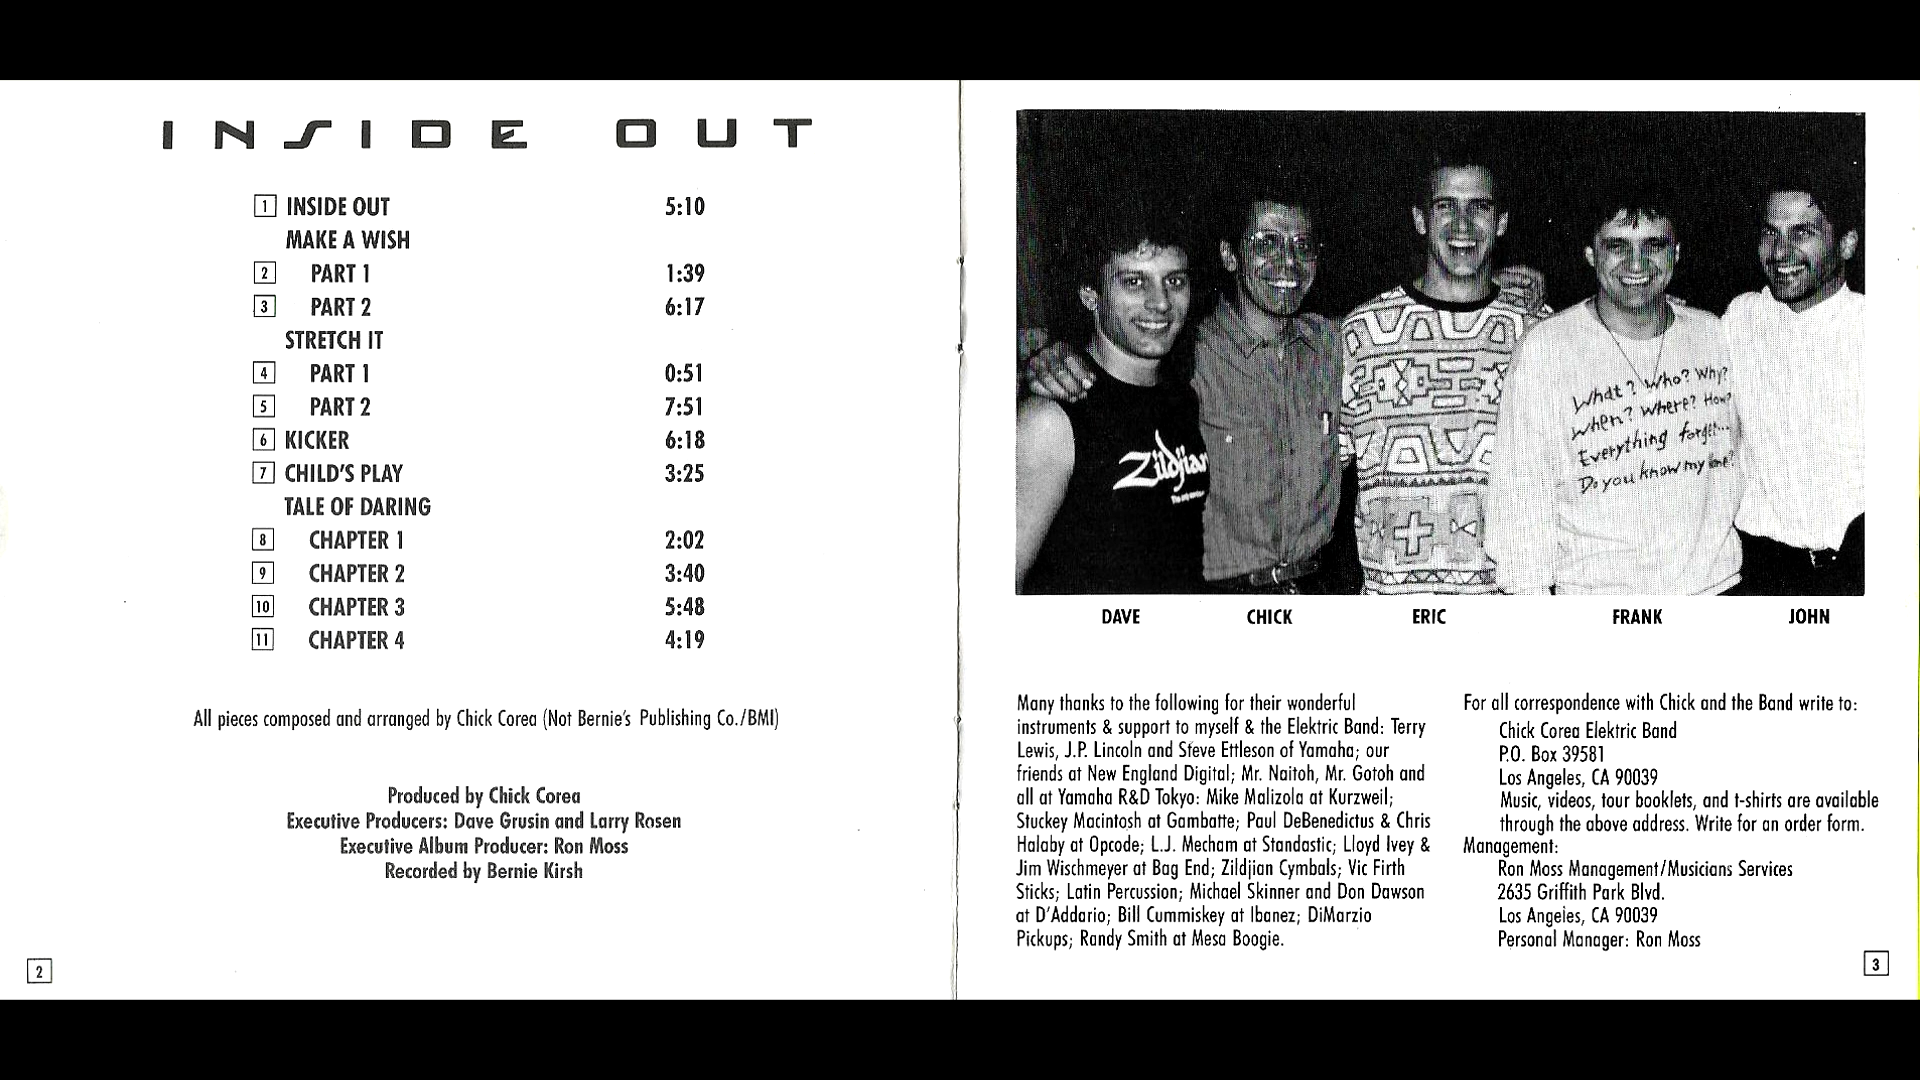 INSIDE OUT
1 INSIDE OUT 5:10
MAKE A WISH
2 PART 1 1:39
3 PART 2 6:17
STRETCH IT
4 PART 1 0:51
5 PART 2 7:51
6 KICKER 6:18
7 CHILD'S PLAY 3:25
TALE OF DARING
8 CHAPTER 1 2:02
9 CHAPTER 2 3:40
10 CHAPTER 3 5:48
11 CHAPTER 4 4:19
All pieces composed and arranged by Chick Corea (Not Bernie's Publishing Co./BMI)
Produced by Chick Corea
Executive Producers: Dave Grusin and Larry Rosen
Executive Album Producer: Ron Moss
Recorded by Bernie Kirsh
2
Zildjian
What? Who? Why?
When? Where? How?
Everything forget...
Do you know my
DAVE CHICK ERIC FRANK JOHN
Many thanks to the following for their wonderful
instruments & support to myself & the Elektric Band: Terry
Lewis, J.P. Lincoln and Steve Ettleson of Yamaha; our
friends at New England Digital; Mr. Naitoh, Mr. Gotoh and
all at Yamaha R&D Tokyo: Mike Malizola at Kurzweil;
Stuckey Macintosh at Gambatte; Paul DeBenedictus & Chris
Halaby at Opcode; L.J. Mecham at Standastic; Lloyd Ivey &
Jim Wischmeyer at Bag End; Zildjian Cymbals; Vic Firth
Sticks; Latin Percussion; Michael Skinner and Don Dawson
at D'Addario; Bill Cummiskey at Ibanez; DiMarzio
Pickups; Randy Smith at Mesa Boogie.
For all correspondence with Chick and the Band write to:
Chick Corea Elektric Band
P.O. Box 39581
Los Angeles, CA 90039
Music, videos, tour booklets, and t-shirts are available
through the above address. Write for an order form.
Management:
Ron Moss Management/Musicians Services
2635 Griffith Park Blvd.
Los Angeles, CA 90039
Personal Manager: Ron Moss
3